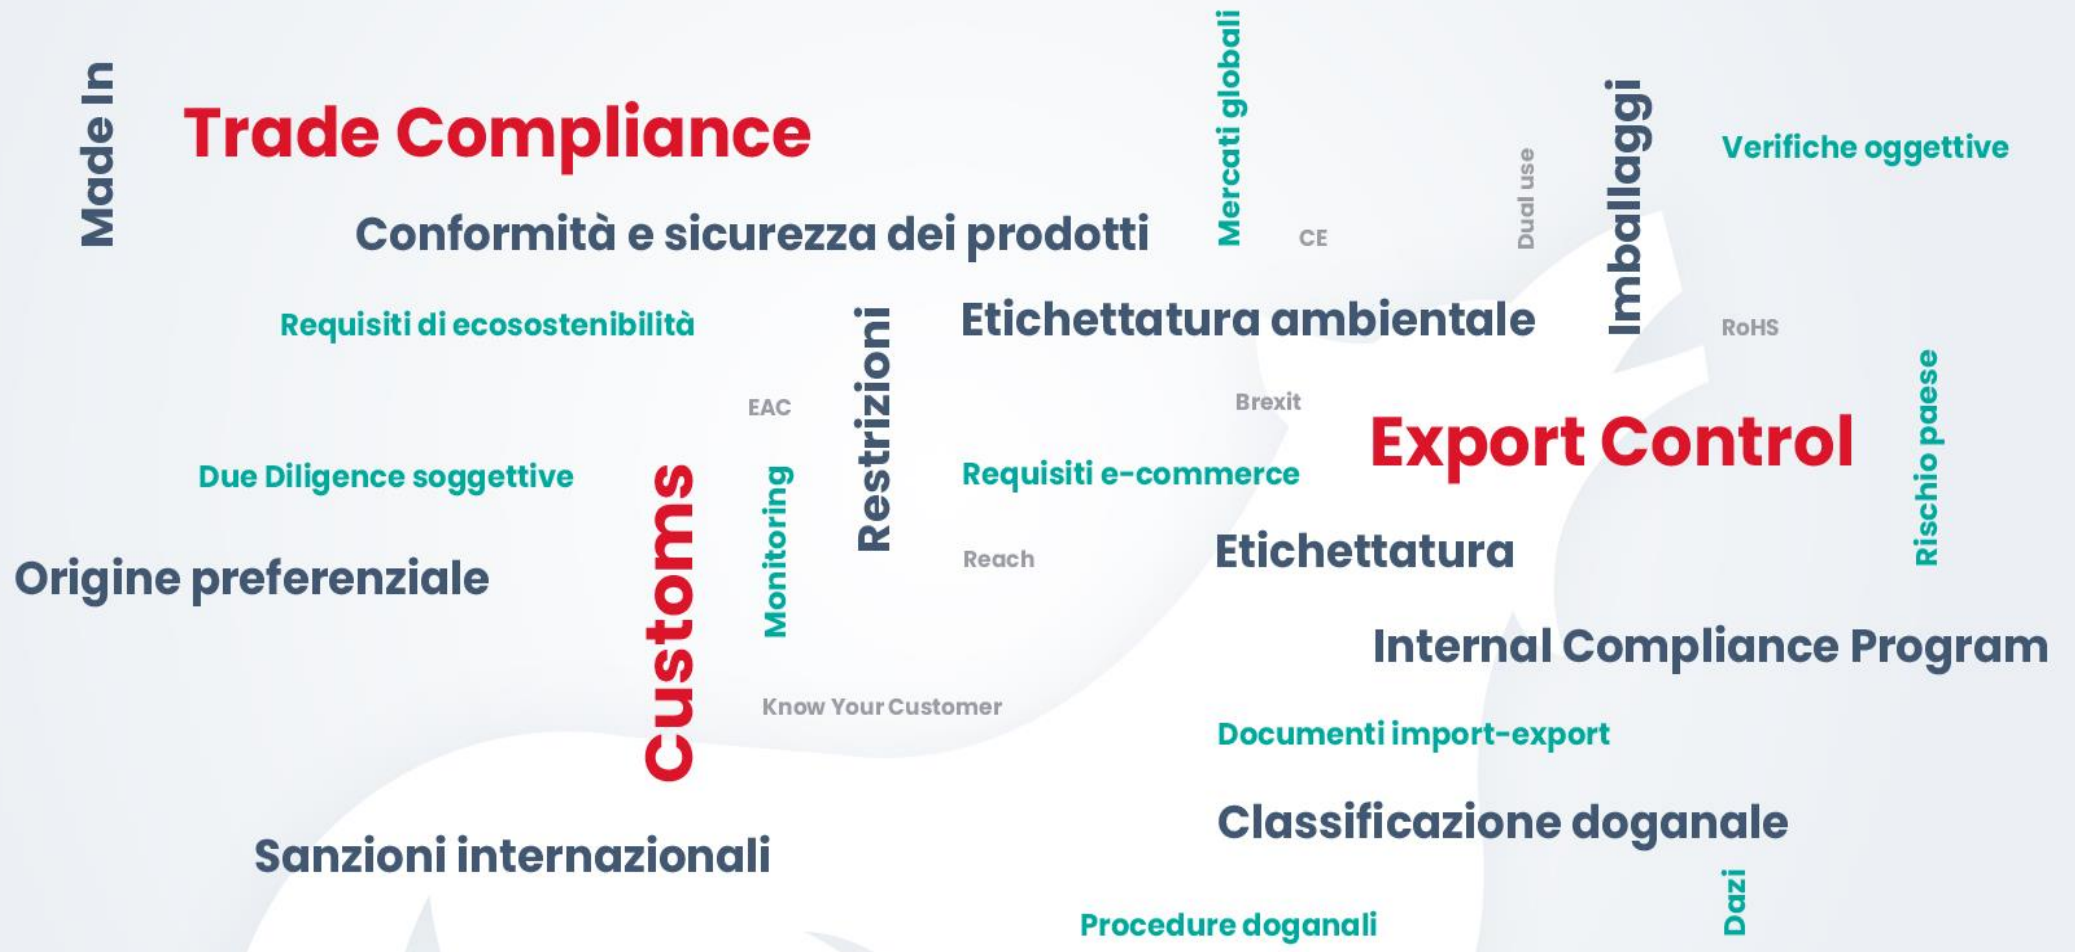 Made In
Trade Compliance
Mercati globali
Imballaggi
Verifiche oggettive
Dual use
Conformità e sicurezza dei prodotti
CE
Requisiti di ecosostenibilità
Restrizioni
Etichettatura ambientale
RoHS
Rischio paese
EAC
Brexit
Export Control
Due Diligence soggettive
Customs
Monitoring
Requisiti e-commerce
Reach
Etichettatura
Origine preferenziale
Internal Compliance Program
Know Your Customer
Documenti import-export
Classificazione doganale
Sanzioni internazionali
Dazi
Procedure doganali